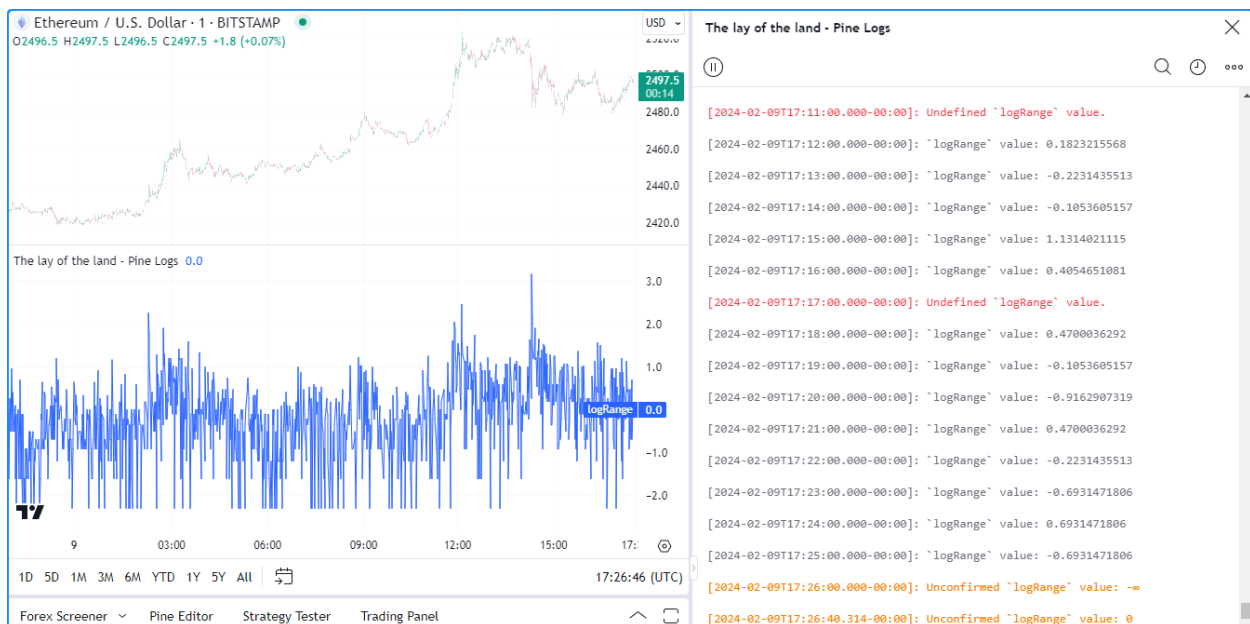 Ethereum / U.S. Dollar · 1 · BITSTAMP
O2496.5 H2497.5 L2496.5 C2497.5 +1.8 (+0.07%)
USD
2497.5
00:14
2480.0
2460.0
2440.0
2420.0
The lay of the land - Pine Logs 0.0
3.0
2.0
1.0
logRange 0.0
−1.0
−2.0
9 03:00 06:00 09:00 12:00 15:00 17:
1D 5D 1M 3M 6M YTD 1Y 5Y All
17:26:46 (UTC)
Forex Screener Pine Editor Strategy Tester Trading Panel
The lay of the land - Pine Logs
[2024-02-09T17:11:00.000-00:00]: Undefined `logRange` value.
[2024-02-09T17:12:00.000-00:00]: `logRange` value: 0.1823215568
[2024-02-09T17:13:00.000-00:00]: `logRange` value: -0.2231435513
[2024-02-09T17:14:00.000-00:00]: `logRange` value: -0.1053605157
[2024-02-09T17:15:00.000-00:00]: `logRange` value: 1.1314021115
[2024-02-09T17:16:00.000-00:00]: `logRange` value: 0.4054651081
[2024-02-09T17:17:00.000-00:00]: Undefined `logRange` value.
[2024-02-09T17:18:00.000-00:00]: `logRange` value: 0.4700036292
[2024-02-09T17:19:00.000-00:00]: `logRange` value: -0.1053605157
[2024-02-09T17:20:00.000-00:00]: `logRange` value: -0.9162907319
[2024-02-09T17:21:00.000-00:00]: `logRange` value: 0.4700036292
[2024-02-09T17:22:00.000-00:00]: `logRange` value: -0.2231435513
[2024-02-09T17:23:00.000-00:00]: `logRange` value: -0.6931471806
[2024-02-09T17:24:00.000-00:00]: `logRange` value: 0.6931471806
[2024-02-09T17:25:00.000-00:00]: `logRange` value: -0.6931471806
[2024-02-09T17:26:00.000-00:00]: Unconfirmed `logRange` value: -∞
[2024-02-09T17:26:40.314-00:00]: Unconfirmed `logRange` value: 0